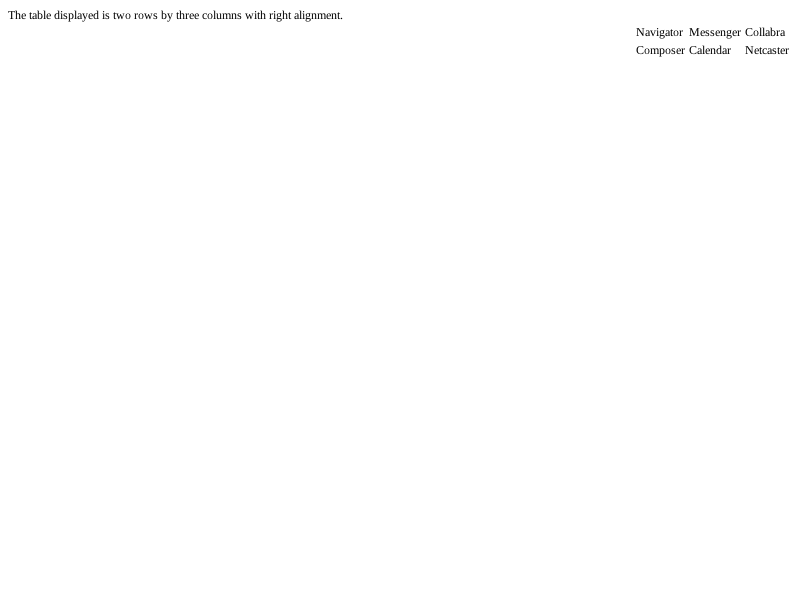 The table displayed is two rows by three columns with right alignment.
Navigator Messenger Collabra
Composer Calendar Netcaster